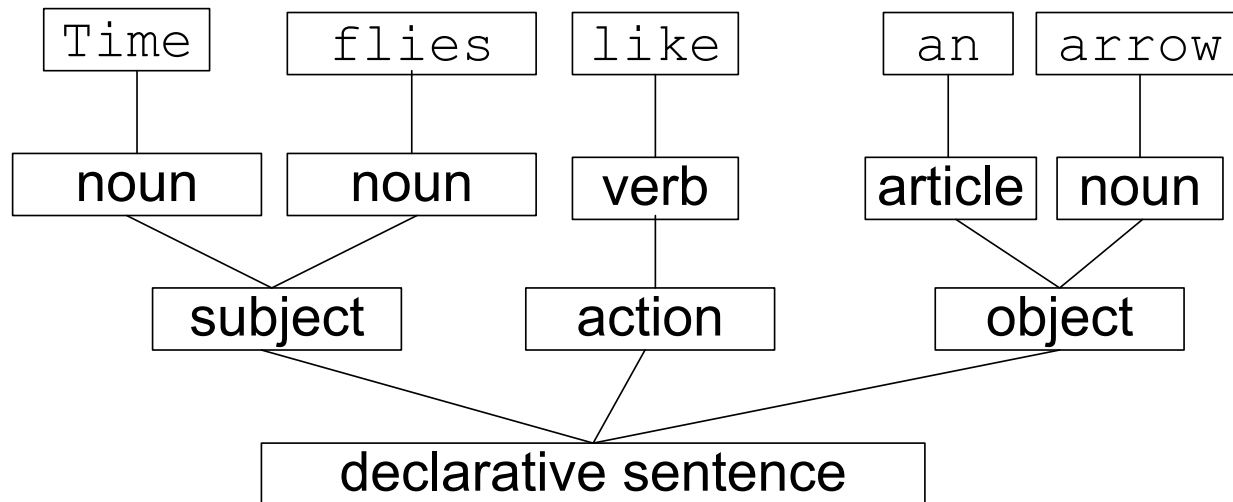 Time flies like an arrow
noun noun verb article noun
subject action object
declarative sentence